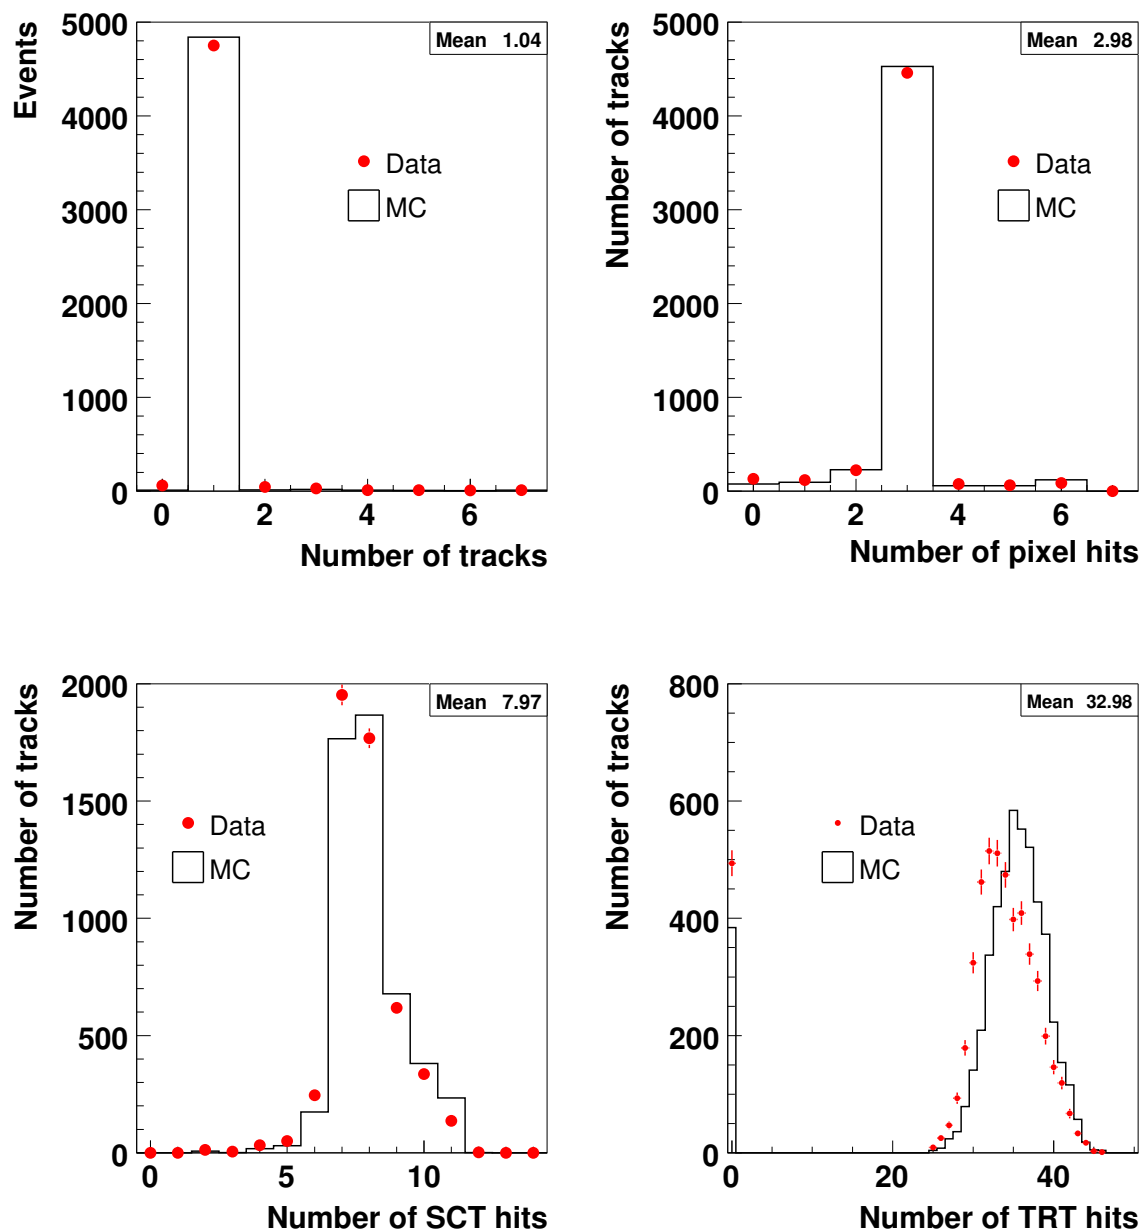 Events
5000
4000
3000
2000
1000
0
Mean 1.04
Data
MC
0 2 4 6
Number of tracks
Number of tracks
5000
4000
3000
2000
1000
0
Mean 2.98
Data
MC
0 2 4 6
Number of pixel hits
Number of tracks
2000
1500
1000
500
0
Mean 7.97
Data
MC
0 5 10
Number of SCT hits
Number of tracks
800
600
400
200
0
Mean 32.98
Data
MC
0 20 40
Number of TRT hits